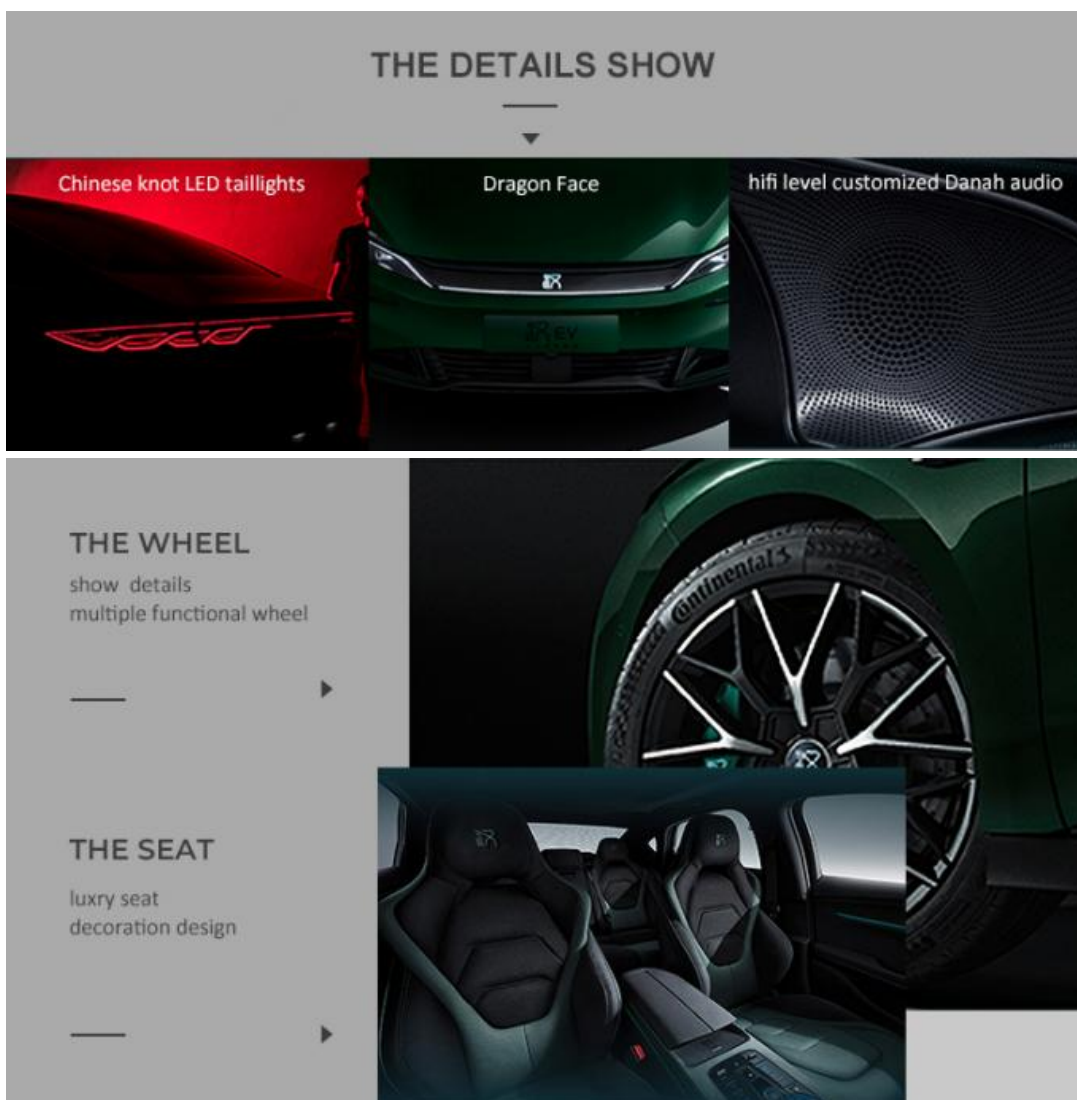 THE DETAILS SHOW
Chinese knot LED taillights
Dragon Face
hifi level customized Danah audio
EV
THE WHEEL
show details
multiple functional wheel
Continental
THE SEAT
luxry seat
decoration design